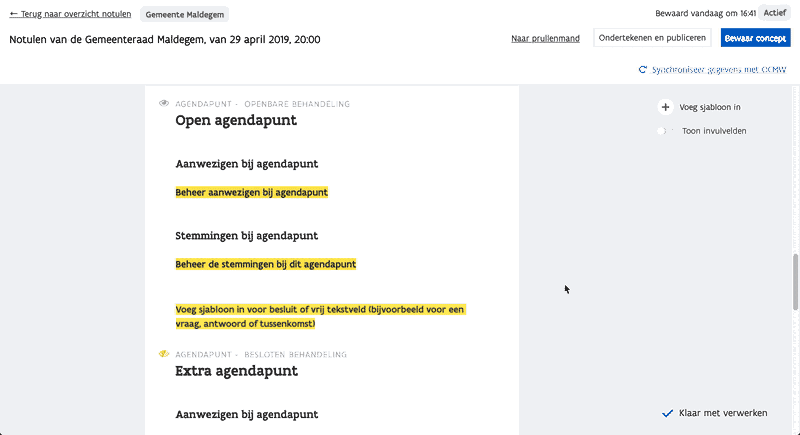 ← Terug naar overzicht notulen
Gemeente Maldegem
Bewaard vandaag om 16:41
Actief
Notulen van de Gemeenteraad Maldegem, van 29 april 2019, 20:00
Naar prullenmand
Ondertekenen en publiceren
Bewaar concept
Synchroniseer gegevens met OCMW
AGENDAPUNT - OPENBARE BEHANDELING
Open agendapunt
Voeg sjabloon in
Toon invulvelden
Aanwezigen bij agendapunt
Beheer aanwezigen bij agendapunt
Stemmingen bij agendapunt
Beheer de stemmingen bij dit agendapunt
Voeg sjabloon in voor besluit of vrij tekstveld (bijvoorbeeld voor een
vraag, antwoord of tussenkomst)
AGENDAPUNT - BESLOTEN BEHANDELING
Extra agendapunt
Aanwezigen bij agendapunt
Klaar met verwerken